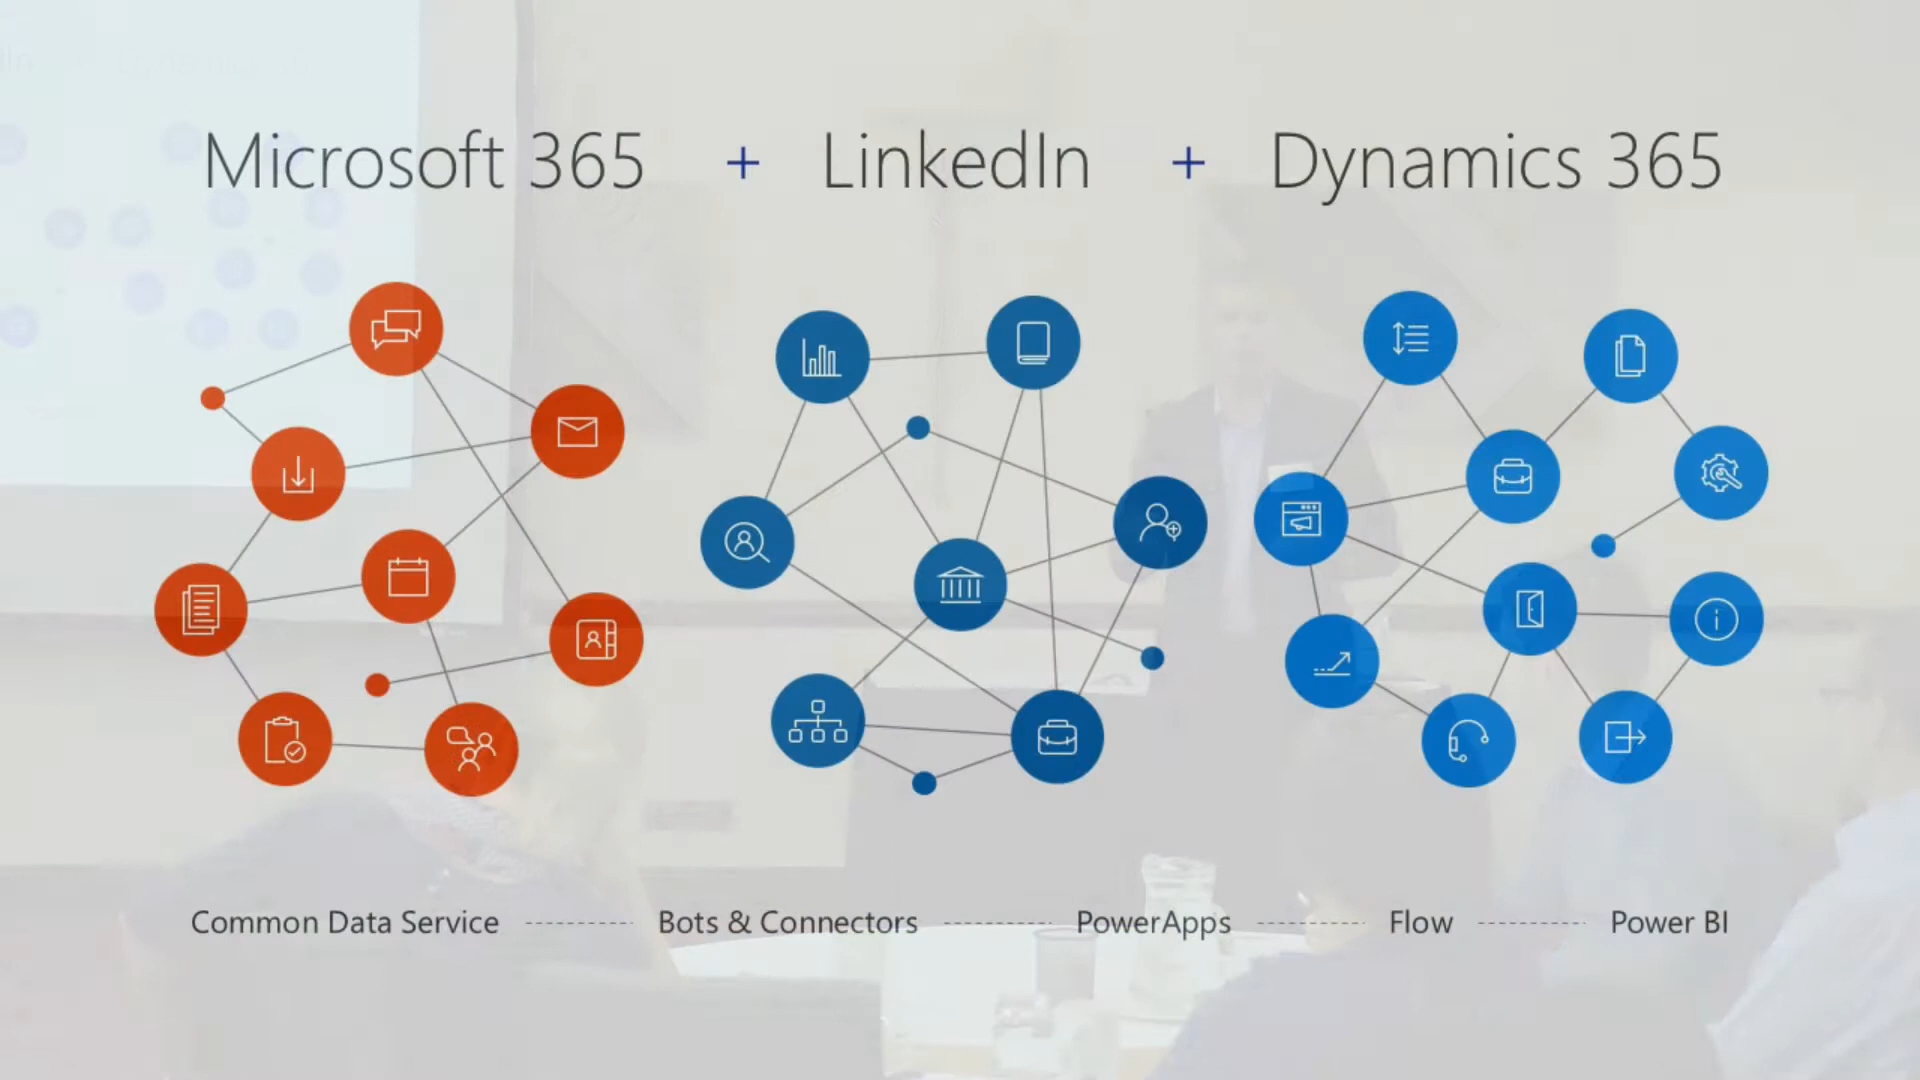 Microsoft 365 + LinkedIn + Dynamics 365
Common Data Service Bots & Connectors PowerApps Flow Power BI